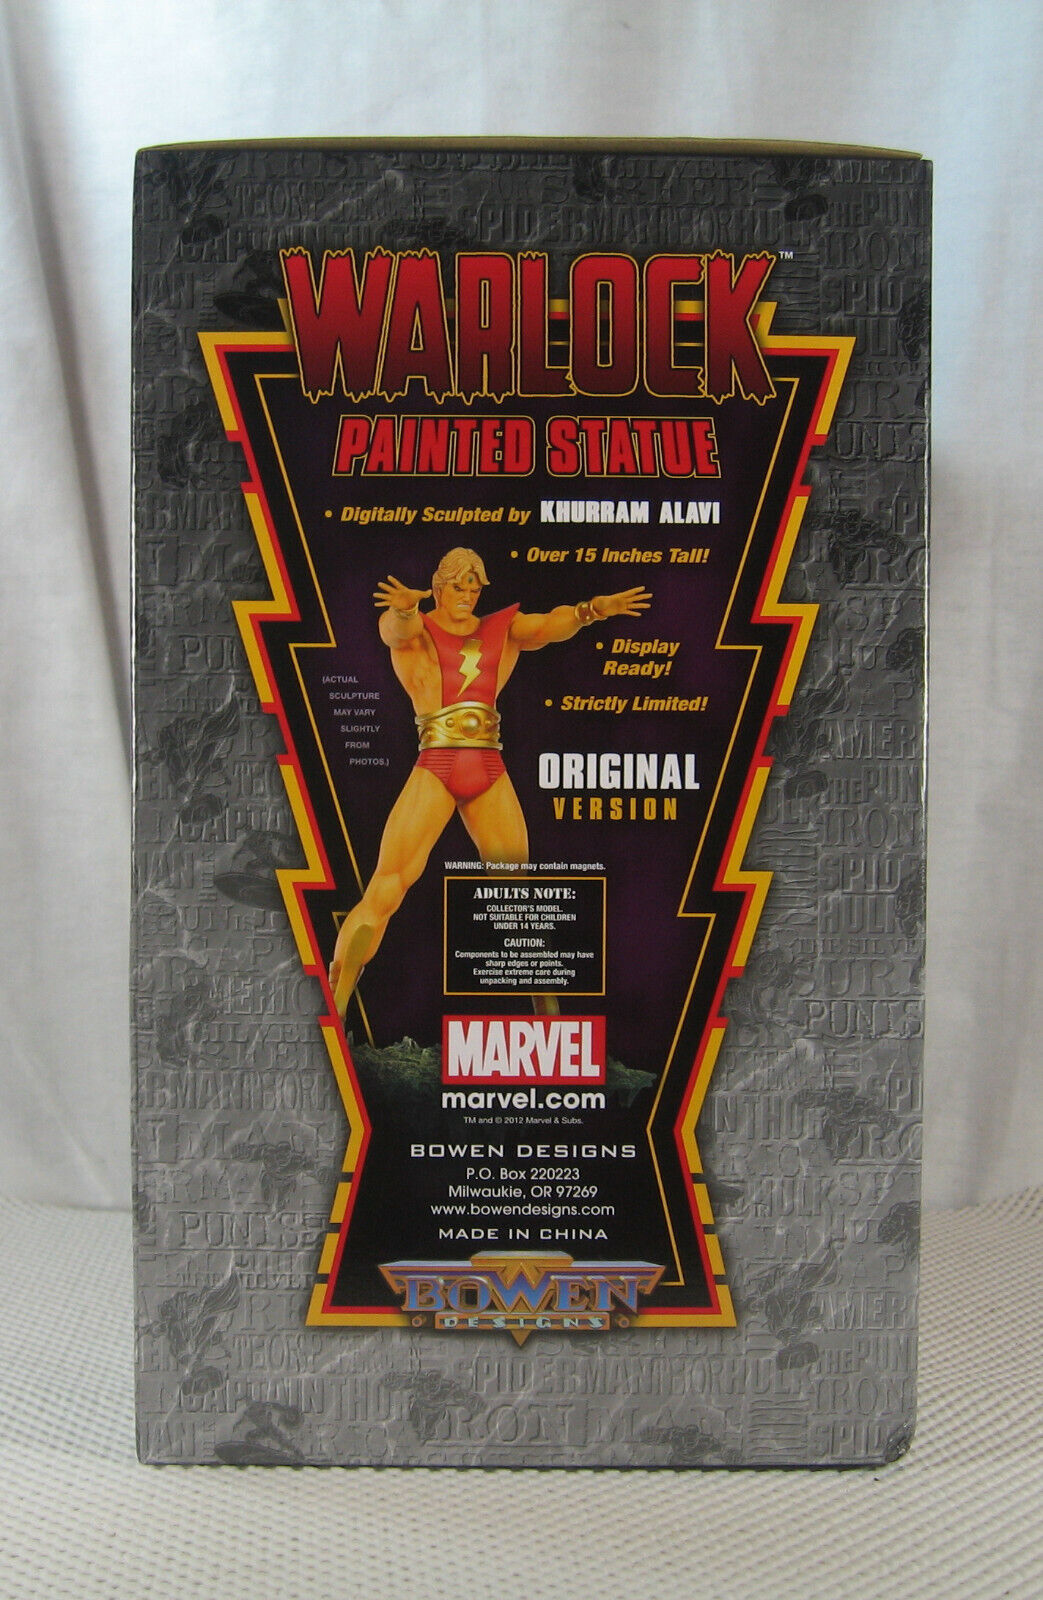 WARLOCK™
PAINTED STATUE
• Digitally Sculpted by KHURRAM ALAVI
• Over 15 Inches Tall!
• Display
Ready!
• Strictly Limited!
(ACTUAL
SCULPTURE
MAY VARY
SLIGHTLY
FROM
PHOTOS.)
ORIGINAL
VERSION
WARNING: Package may contain magnets.
ADULTS NOTE:
COLLECTOR'S MODEL.
NOT SUITABLE FOR CHILDREN
UNDER 14 YEARS.
CAUTION:
Components to be assembled may have
sharp edges or points.
Exercise extreme care during
unpacking and assembly.
MARVEL
marvel.com
TM and © 2012 Marvel & Subs.
BOWEN DESIGNS
P.O. Box 220223
Milwaukie, OR 97269
www.bowendesigns.com
MADE IN CHINA
BOWEN
DESIGNS
SPIDERMAN
IRON MAN